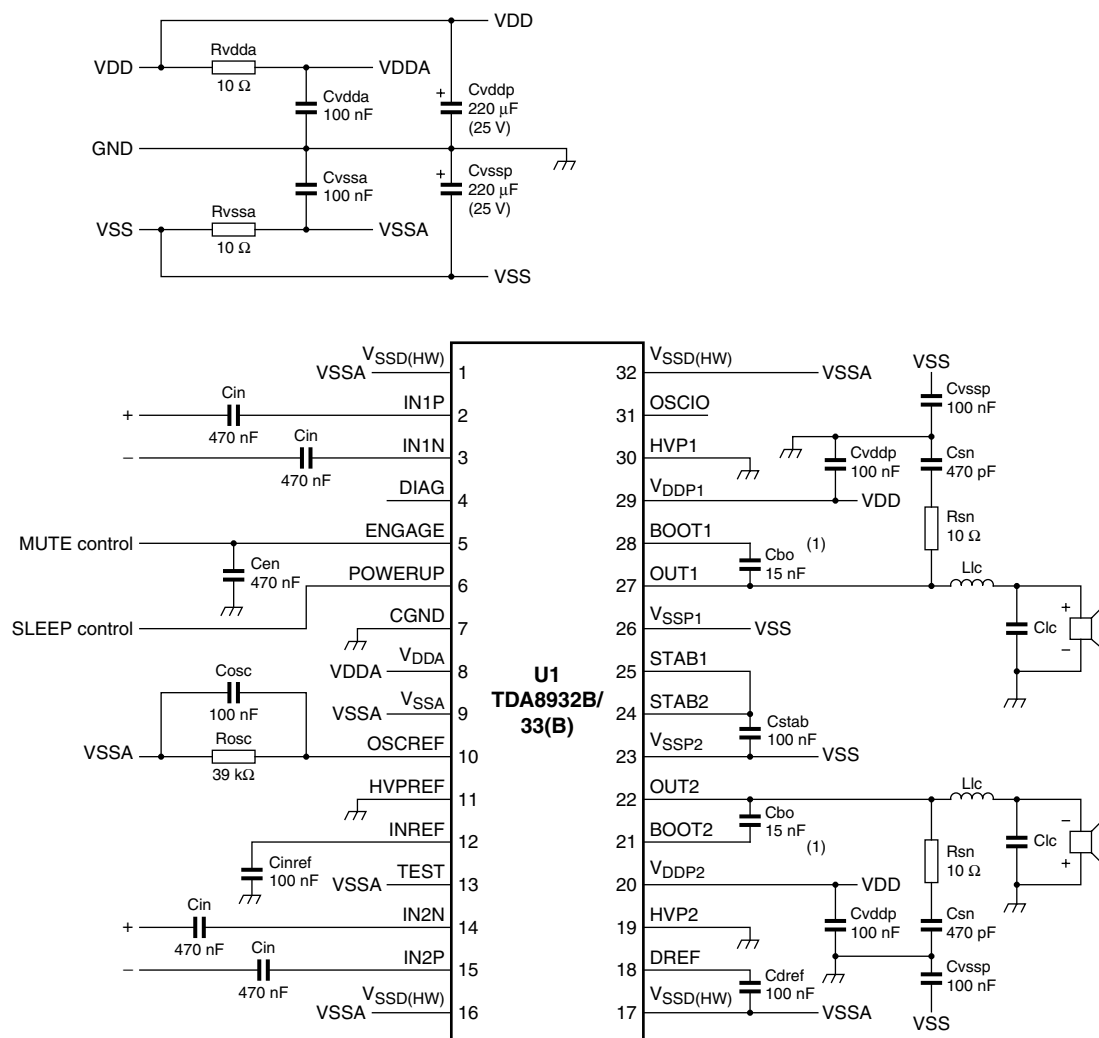 VDD
Rvdda
VDD
VDDA
10 Ω
Cvdda
100 nF
+
Cvddp
220 μF
(25 V)
GND
Cvssa
100 nF
+
Cvssp
220 μF
(25 V)
Rvssa
VSS
VSSA
10 Ω
VSS
U1
TDA8932B/
33(B)
VSSD(HW)
VSSA
1
Cin
+
470 nF
IN1P
2
Cin
−
470 nF
IN1N
3
DIAG
4
MUTE control
ENGAGE
5
Cen
470 nF
POWERUP
6
SLEEP control
CGND
7
VDDA
VDDA
8
Cosc
100 nF
VSSA
VSSA
9
VSSA
Rosc
39 kΩ
OSCREF
10
HVPREF
11
INREF
12
Cinref
100 nF
TEST
VSSA
13
Cin
+
470 nF
IN2N
14
Cin
−
470 nF
IN2P
15
VSSD(HW)
VSSA
16
VSSD(HW)
32
VSSA
VSS
Cvssp
100 nF
OSCIO
31
HVP1
30
Cvddp
100 nF
Csn
470 pF
VDDP1
29
VDD
Rsn
10 Ω
BOOT1
28
Cbo
15 nF
(1)
OUT1
27
Llc
+
−
Clc
VSSP1
26
VSS
STAB1
25
STAB2
24
Cstab
100 nF
VSSP2
23
VSS
OUT2
22
Llc
Cbo
15 nF
(1)
BOOT2
21
Rsn
10 Ω
Clc
−
+
VDDP2
20
VDD
Cvddp
100 nF
Csn
470 pF
HVP2
19
DREF
18
Cdref
100 nF
Cvssp
100 nF
VSSD(HW)
17
VSSA
VSS